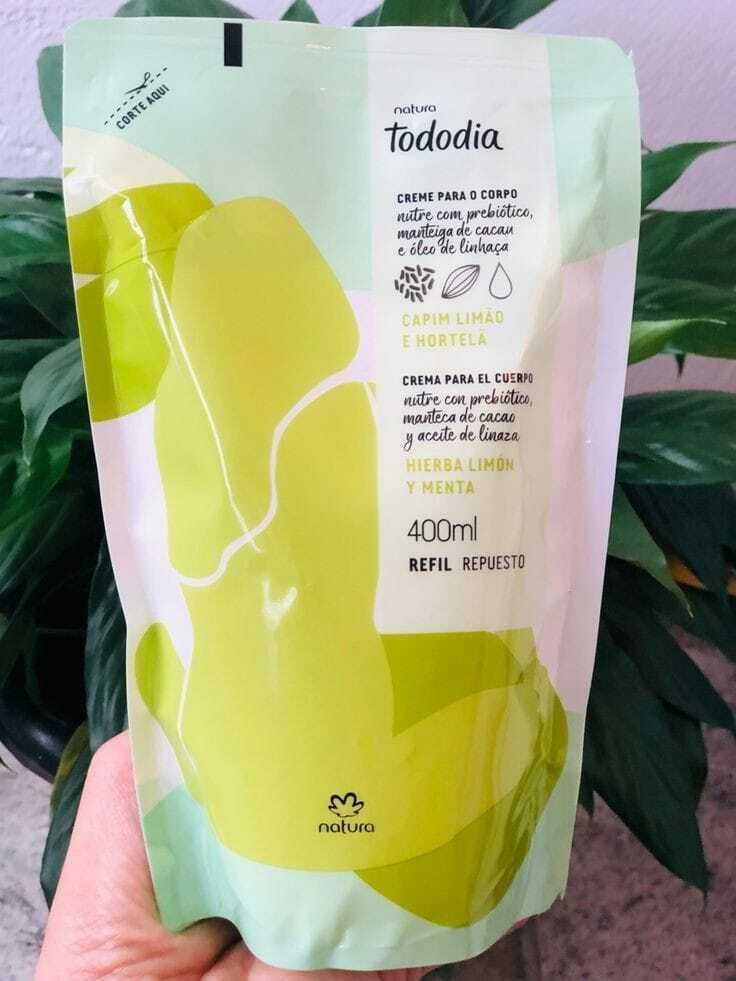 CORTE AQUI
natura
Tododia
CREME PARA O CORPO
nutre com prebiótico,
manteiga de cacau
e óleo de linhaça
CAPIM LIMÃO
E HORTELÃ
CREMA PARA EL CUERPO
nutre con prebiótico,
manteca de cacao
y aceite de linaza
HIERBA LIMÓN
Y MENTA
400ml
REFIL REPUESTO
natura